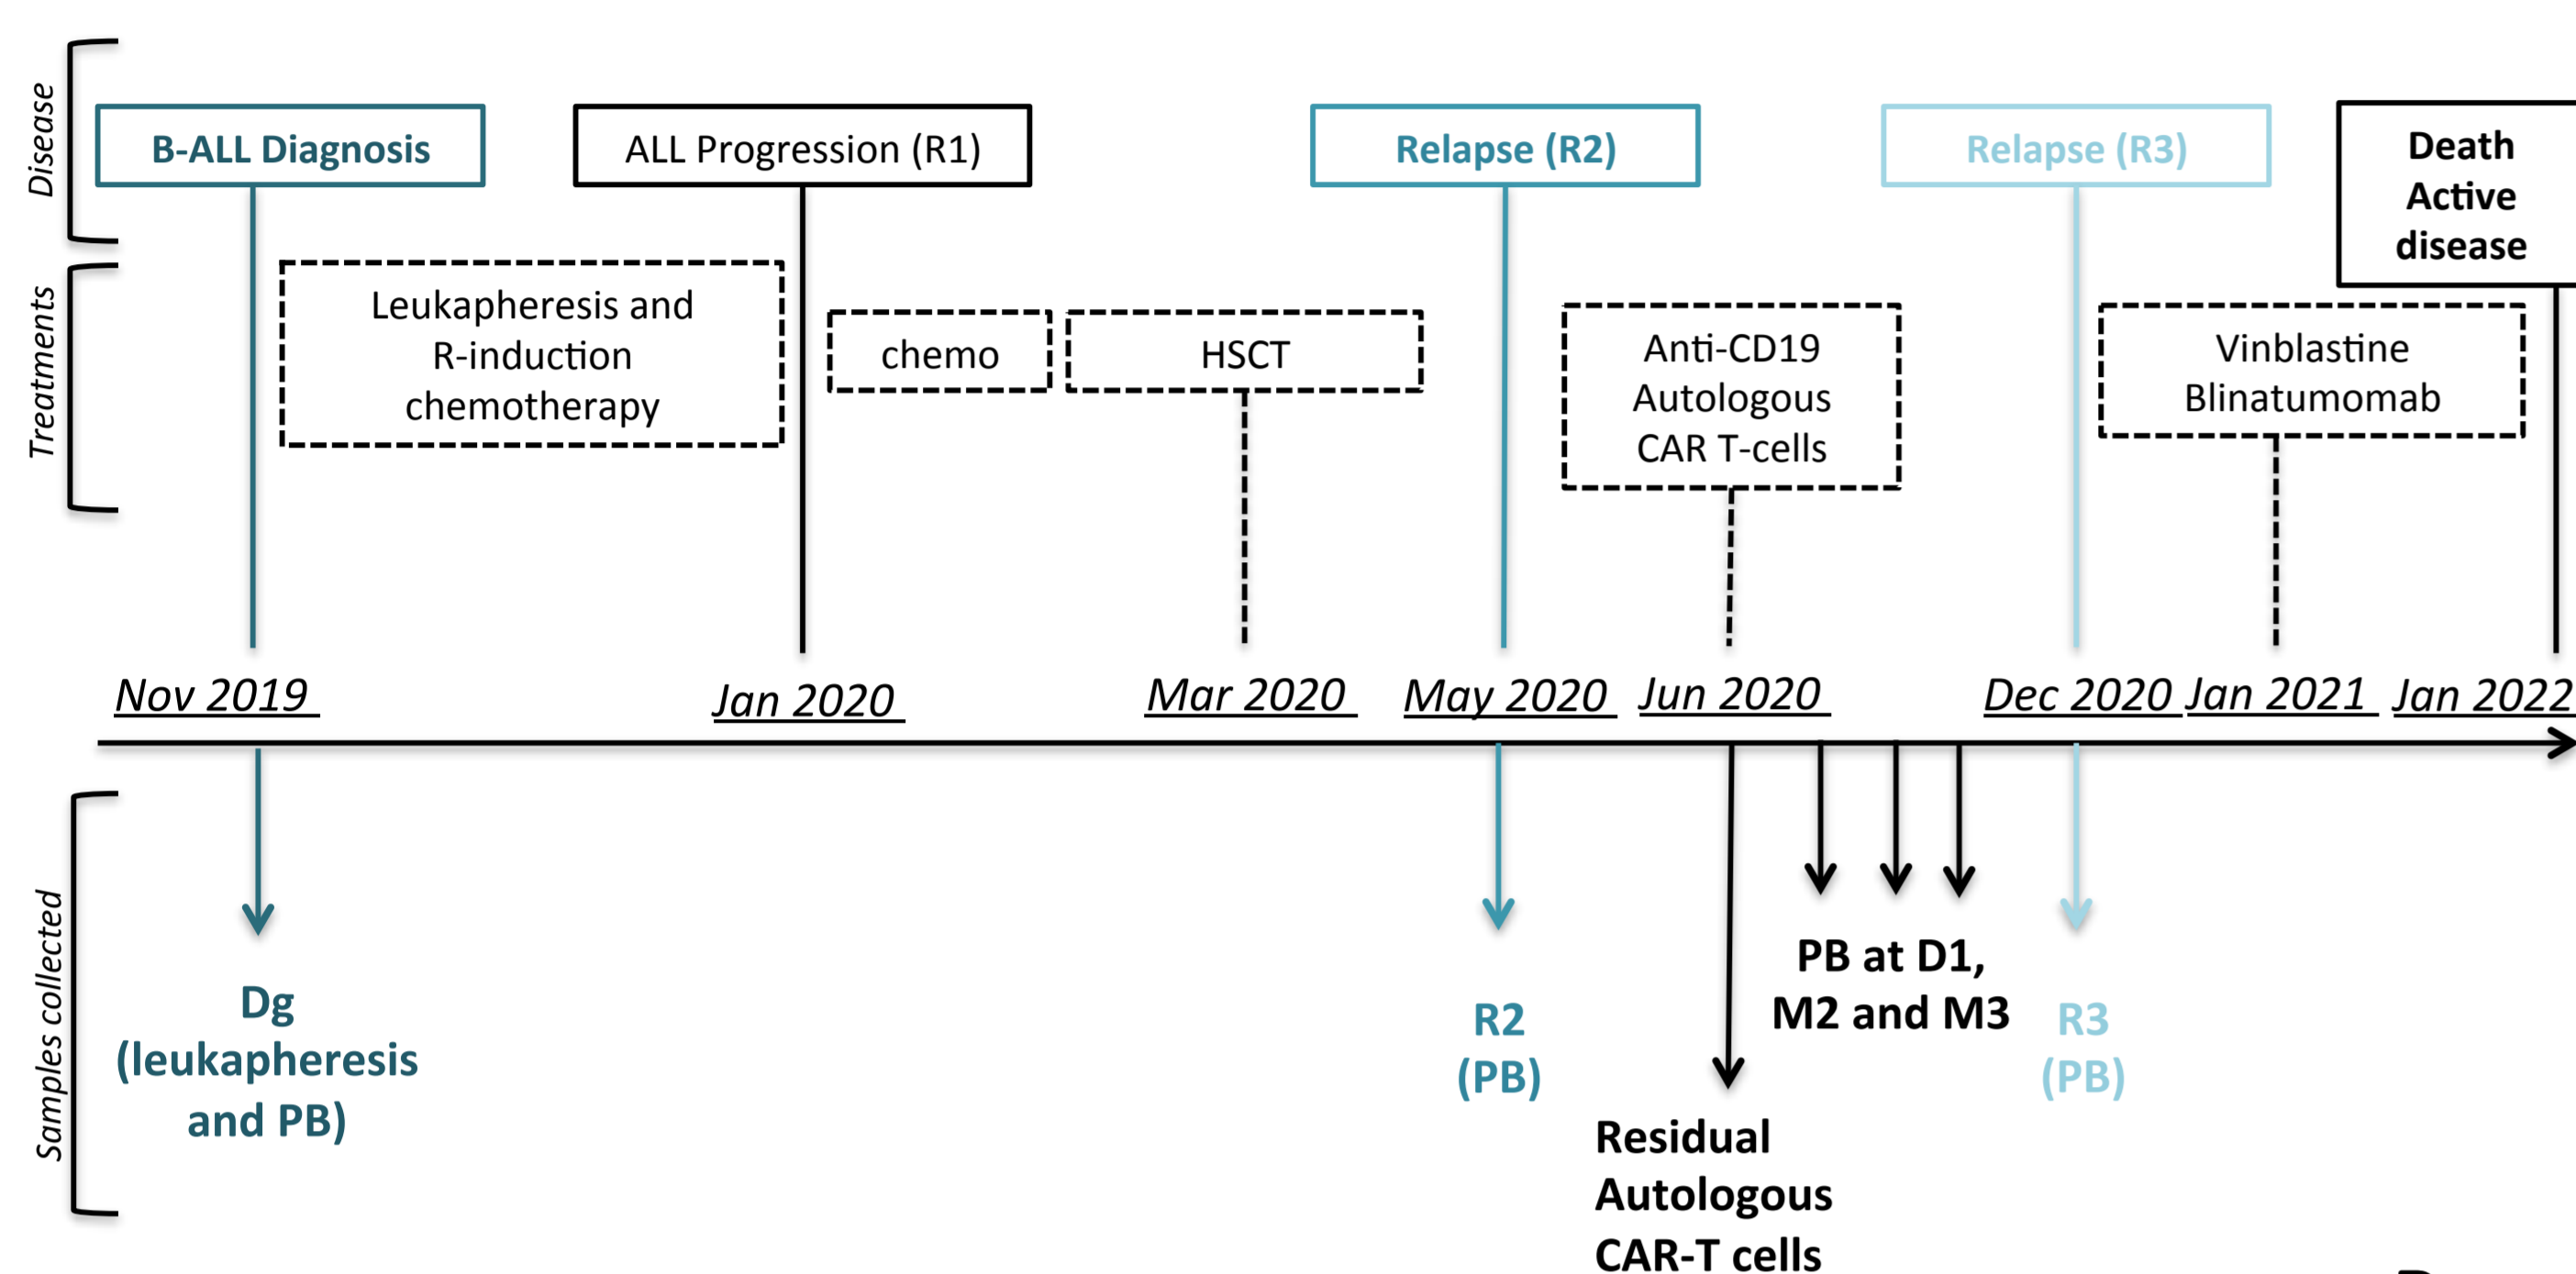 Disease
B-ALL Diagnosis
ALL Progression (R1)
Relapse (R2)
Relapse (R3)
Death
Active
disease
Treatments
Leukapheresis and
R-induction
chemotherapy
chemo
HSCT
Anti-CD19
Autologous
CAR T-cells
Vinblastine
Blinatumomab
Nov 2019
Jan 2020
Mar 2020
May 2020
Jun 2020
Dec 2020
Jan 2021
Jan 2022
Samples collected
Dg
(leukapheresis
and PB)
R2
(PB)
Residual
Autologous
CAR-T cells
PB at D1,
M2 and M3
R3
(PB)